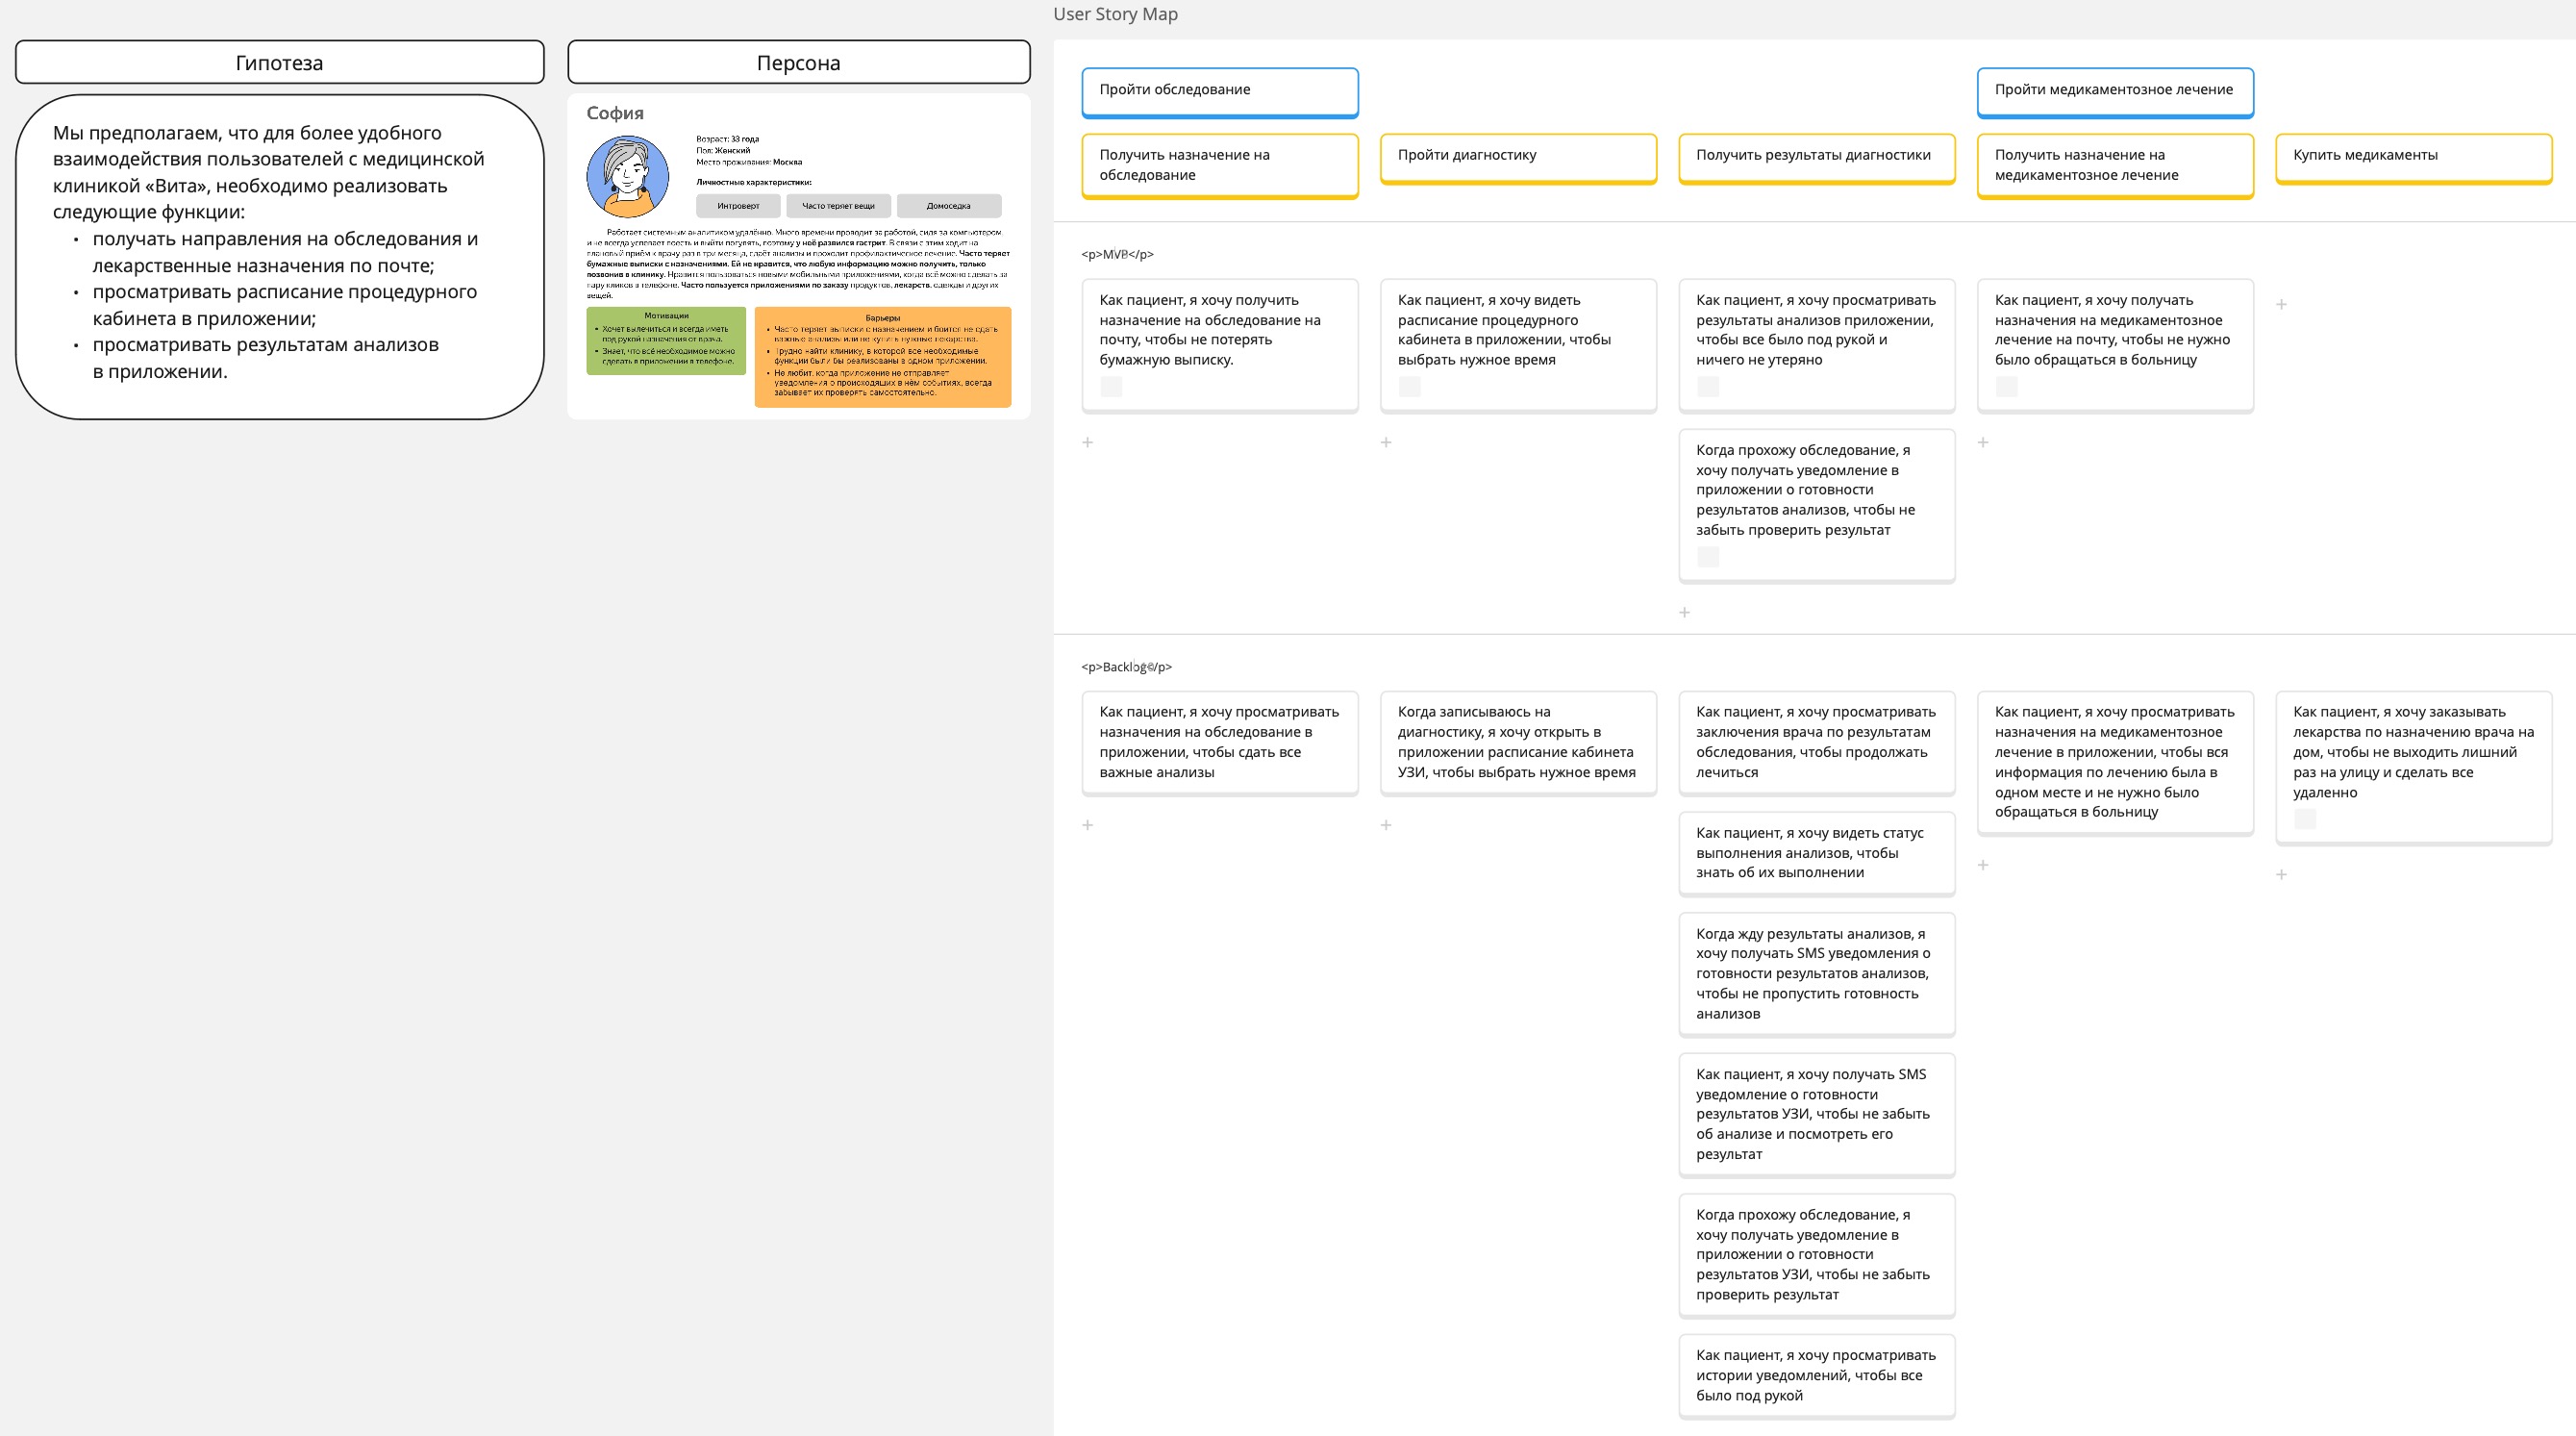 User Story Map
Гипотеза
Мы предполагаем, что для более удобного
взаимодействия пользователей с медицинской
клиникой «Вита», необходимо реализовать
следующие функции:
• получать направления на обследования и
лекарственные назначения по почте;
• просматривать расписание процедурного
кабинета в приложении;
• просматривать результатам анализов
в приложении.
Персона
София
Возраст: 33 года
Пол: Женский
Место проживания: Москва
Личностные характеристики:
Интроверт
Часто теряет вещи
Домоседка
Работает системным аналитиком удалённо. Много времени проводит за работой, сидя за компьютером,
и не всегда успевает поесть и выйти погулять, поэтому у неё развился гастрит. В связи с этим ходит на
плановый приём к врачу раз в три месяца, сдаёт анализы и проходит профилактическое лечение. Часто теряет
бумажные выписки с назначениями. Ей не нравится, что любую информацию можно получить, только
позвонив в клинику. Нравится пользоваться новыми мобильными приложениями, когда всё можно сделать за
пару кликов в телефоне. Часто пользуется приложениями по заказу продуктов, лекарств, одежды и других
вещей.
Мотивации
• Хочет вылечиться и всегда иметь
под рукой назначения от врача.
• Знает, что всё необходимое можно
сделать в приложении в телефоне.
Барьеры
• Часто теряет выписки с назначением и боится не сдать
важные анализы или не купить нужные лекарства.
• Трудно найти клинику, в которой все необходимые
функции были бы реализованы в одном приложении.
• Не любит, когда приложение не отправляет
уведомления о происходящих в нём событиях, всегда
забывает их проверять самостоятельно.
Пройти обследование
Пройти медикаментозное лечение
Получить назначение на
обследование
Пройти диагностику
Получить результаты диагностики
Получить назначение на
медикаментозное лечение
Купить медикаменты
<p>MVP</p>
Как пациент, я хочу получить
назначение на обследование на
почту, чтобы не потерять
бумажную выписку.
Как пациент, я хочу видеть
расписание процедурного
кабинета в приложении, чтобы
выбрать нужное время
Как пациент, я хочу просматривать
результаты анализов приложении,
чтобы все было под рукой и
ничего не утеряно
Когда прохожу обследование, я
хочу получать уведомление в
приложении о готовности
результатов анализов, чтобы не
забыть проверить результат
Как пациент, я хочу получать
назначения на медикаментозное
лечение на почту, чтобы не нужно
было обращаться в больницу
<p>Backlog</p>
Как пациент, я хочу просматривать
назначения на обследование в
приложении, чтобы сдать все
важные анализы
Когда записываюсь на
диагностику, я хочу открыть в
приложении расписание кабинета
УЗИ, чтобы выбрать нужное время
Как пациент, я хочу просматривать
заключения врача по результатам
обследования, чтобы продолжать
лечиться
Как пациент, я хочу видеть статус
выполнения анализов, чтобы
знать об их выполнении
Когда жду результаты анализов, я
хочу получать SMS уведомления о
готовности результатов анализов,
чтобы не пропустить готовность
анализов
Как пациент, я хочу получать SMS
уведомление о готовности
результатов УЗИ, чтобы не забыть
об анализе и посмотреть его
результат
Когда прохожу обследование, я
хочу получать уведомление в
приложении о готовности
результатов УЗИ, чтобы не забыть
проверить результат
Как пациент, я хочу просматривать
истории уведомлений, чтобы все
было под рукой
Как пациент, я хочу просматривать
назначения на медикаментозное
лечение в приложении, чтобы вся
информация по лечению была в
одном месте и не нужно было
обращаться в больницу
Как пациент, я хочу заказывать
лекарства по назначению врача на
дом, чтобы не выходить лишний
раз на улицу и сделать все
удаленно